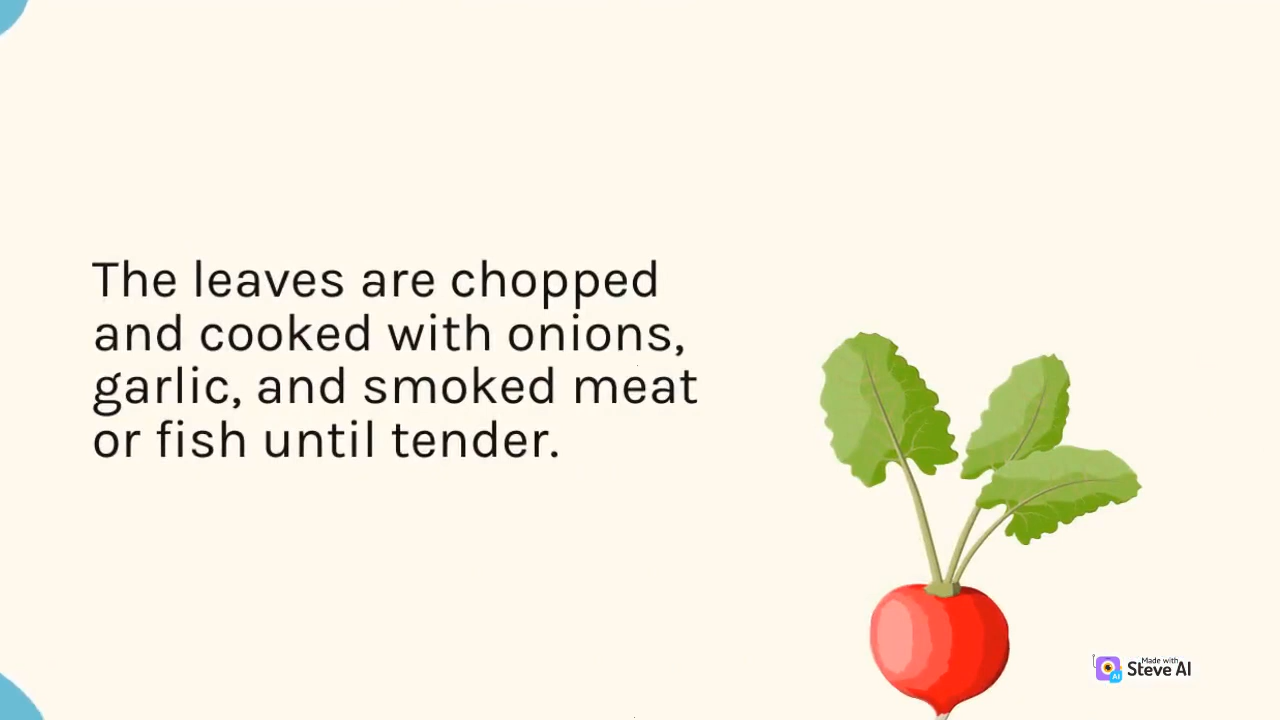 The leaves are chopped
and cooked with onions,
garlic, and smoked meat
or fish until tender.
Made with
Steve AI
AI